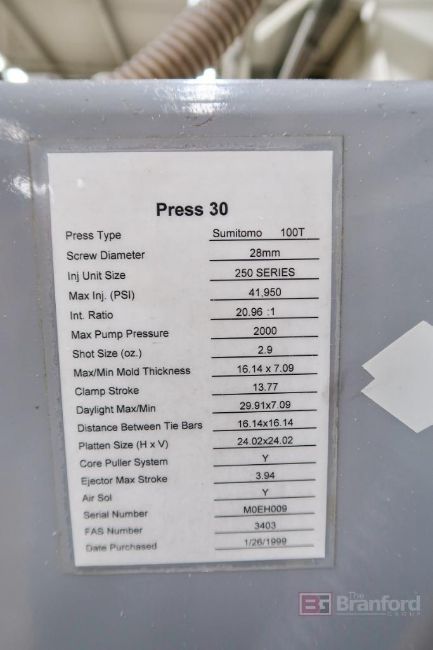 Press 30
Press Type Sumitomo 100T
Screw Diameter 28mm
Inj Unit Size 250 SERIES
Max Inj. (PSI) 41,950
Int. Ratio 20.96 :1
Max Pump Pressure 2000
Shot Size (oz.) 2.9
Max/Min Mold Thickness 16.14 x 7.09
Clamp Stroke 13.77
Daylight Max/Min 29.91x7.09
Distance Between Tie Bars 16.14x16.14
Platten Size (H x V) 24.02x24.02
Core Puller System Y
Ejector Max Stroke 3.94
Air Sol Y
Serial Number M0EH009
FAS Number 3403
Date Purchased 1/26/1999
BG The Branford GROUP